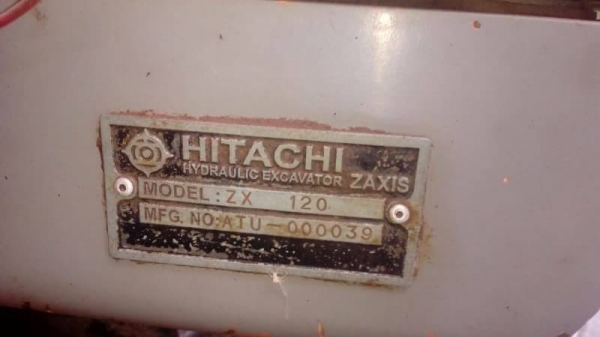 HITACHI
HYDRAULIC EXCAVATOR ZAXIS
MODEL:ZX 120
MFG. NO:ATU-000039